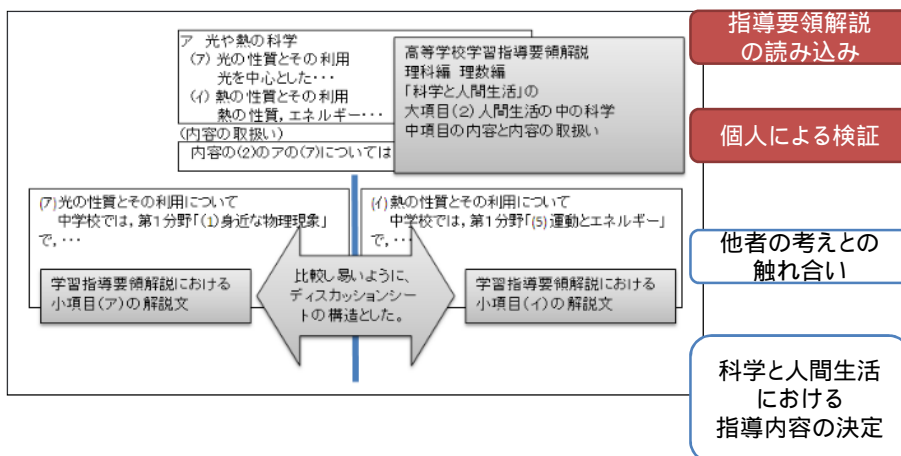 ア 光や熱の科学
(ア) 光の性質とその利用
光を中心とした・・・
(イ) 熱の性質とその利用
熱の性質,エネルギー・・・
(内容の取扱い)
内容の(2)のアの(ア)については
高等学校学習指導要領解説
理科編 理数編
「科学と人間生活」の
大項目(2)人間生活の中の科学
中項目の内容と内容の取扱い
(ア)光の性質とその利用について
中学校では,第1分野「(1)身近な物理現象」
で,・・・
学習指導要領解説における
小項目(ア)の解説文
(イ)熱の性質とその利用について
中学校では,第1分野「(5)運動とエネルギー」
で,・・・
学習指導要領解説における
小項目(イ)の解説文
比較し易いように、
ディスカッションシー
トの構造とした。
指導要領解説
の読み込み
個人による検証
他者の考えとの
触れ合い
科学と人間生活
における
指導内容の決定